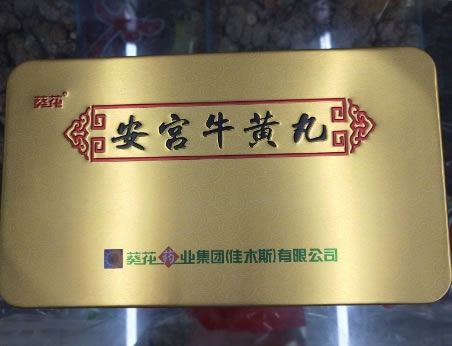 葵花
安宫牛黄丸
葵花药业集团(佳木斯)有限公司